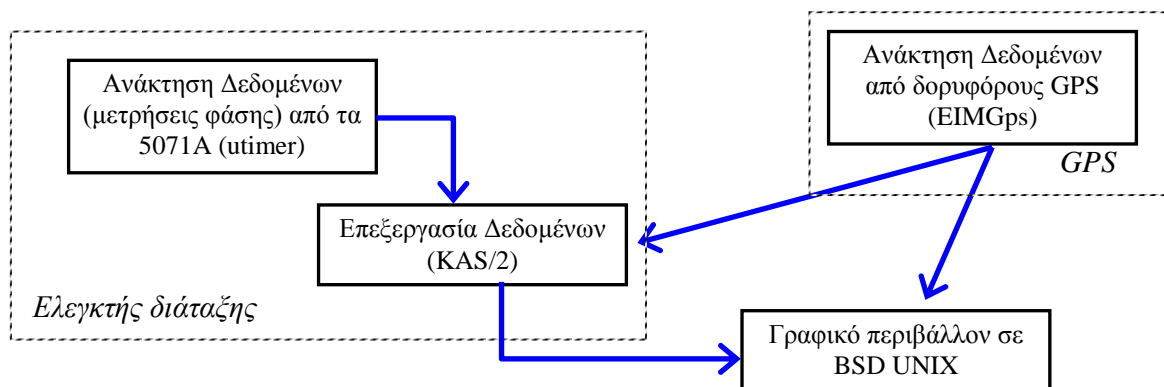 Ανάκτηση Δεδομένων
(μετρήσεις φάσης) από τα
5071A (utimer)
Ανάκτηση Δεδομένων
από δορυφόρους GPS
(EIMGps)
GPS
Επεξεργασία Δεδομένων
(KAS/2)
Ελεγκτής διάταξης
Γραφικό περιβάλλον σε
BSD UNIX